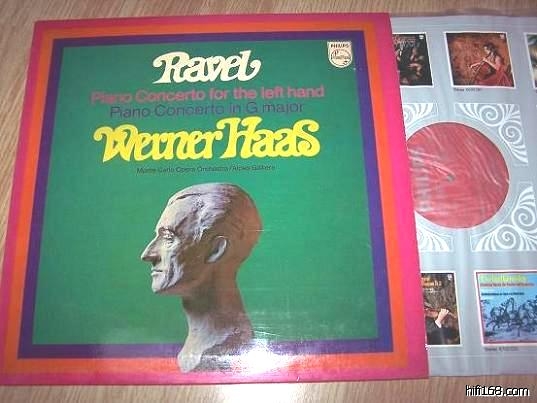 PHILIPS
Ravel
Piano Concerto for the left hand
Piano Concerto in G major
Werner Haas
Monte Carlo Opera Orchestra/Alceo Galliera
hifi168.com